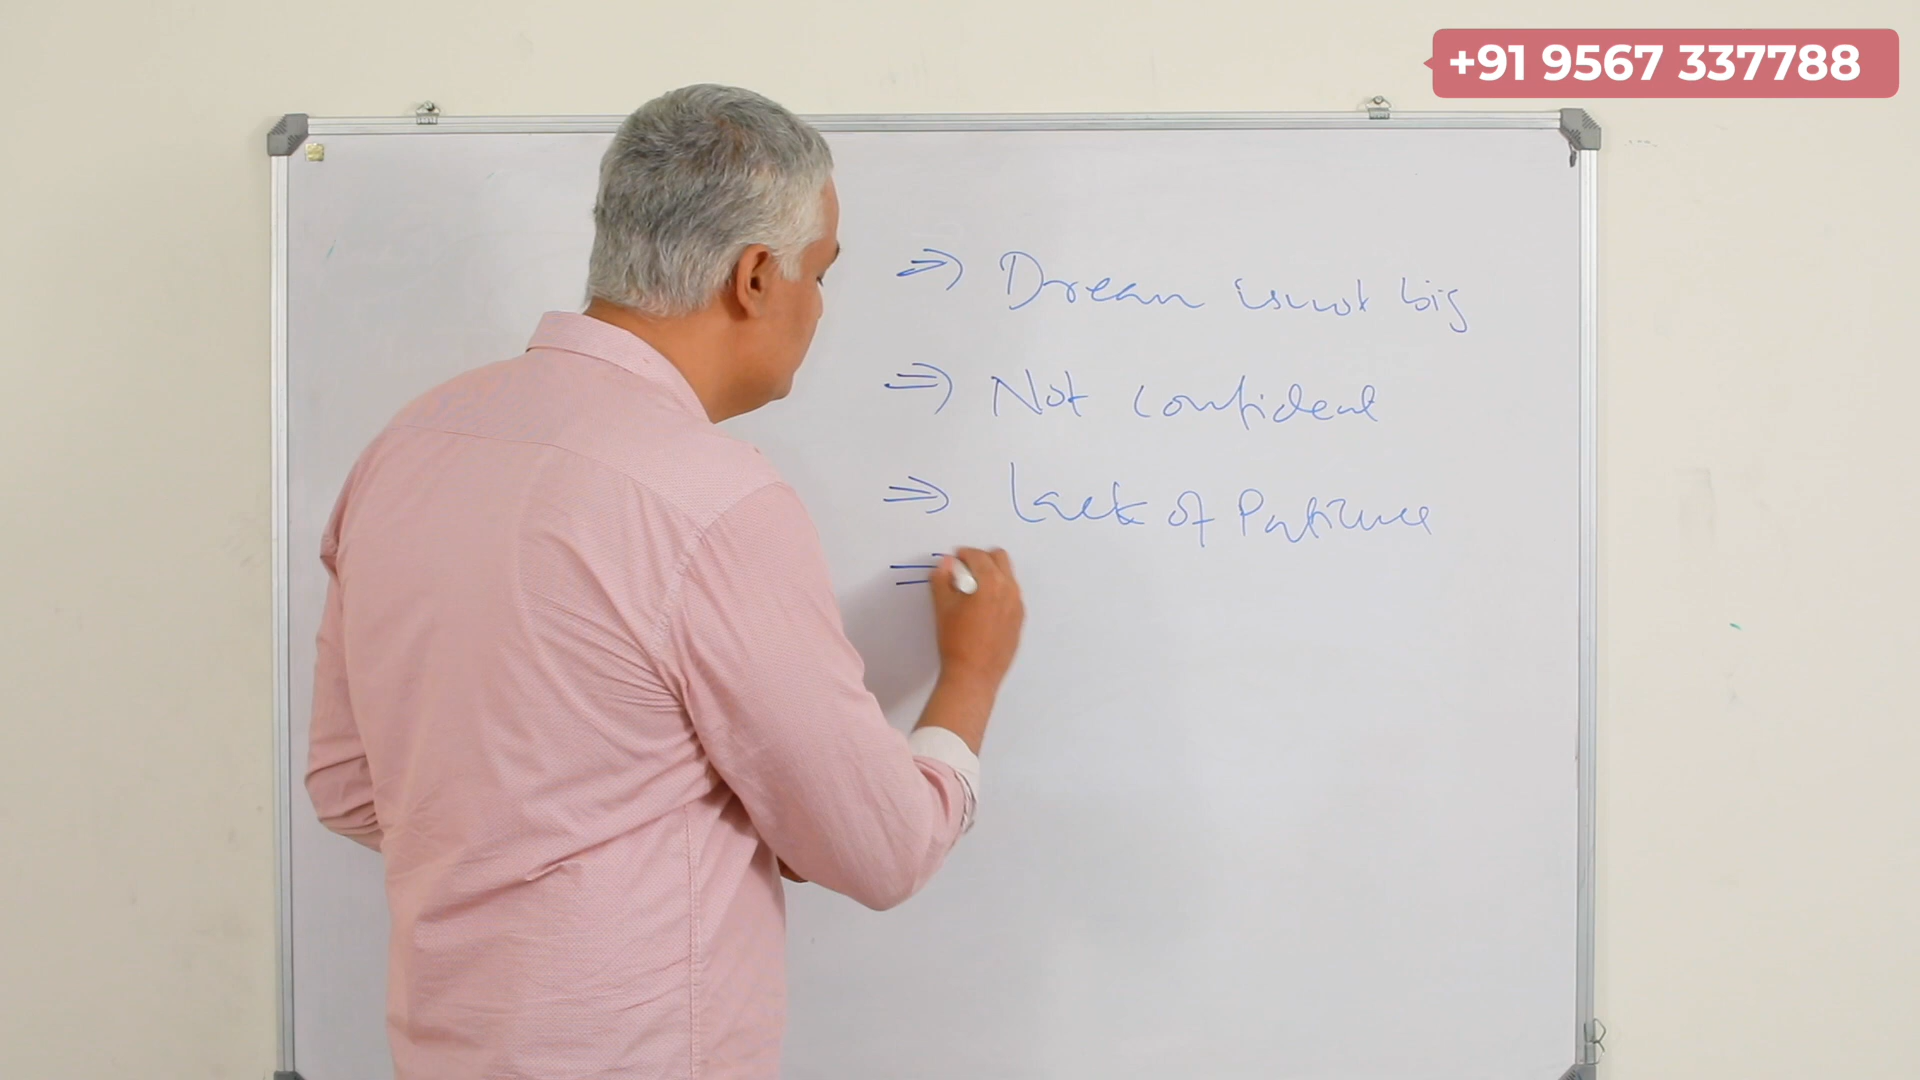 +91 9567 337788
⇒ Dream is not big
⇒ Not confident
⇒ Lack of Patience